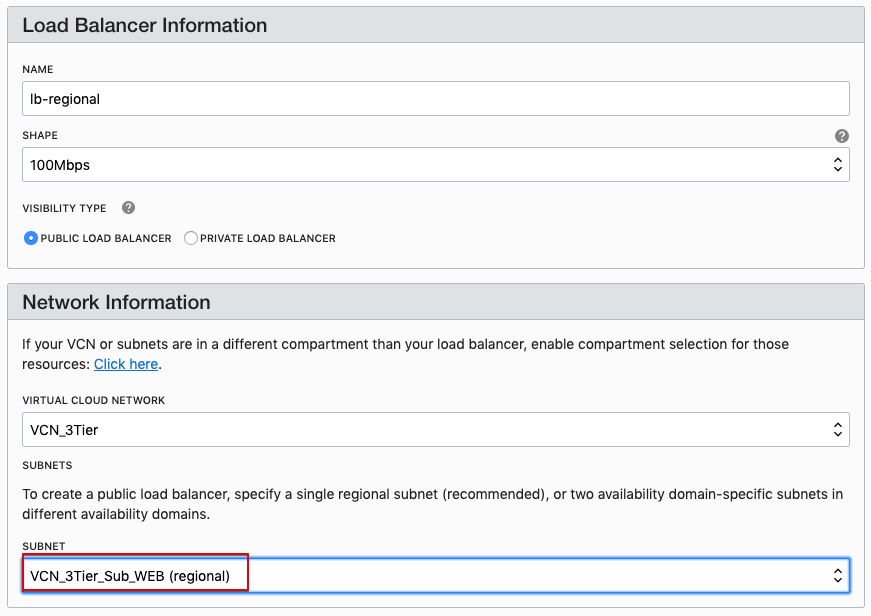 Load Balancer Information
NAME
lb-regional
SHAPE
?
100Mbps
VISIBILITY TYPE ?
PUBLIC LOAD BALANCER PRIVATE LOAD BALANCER
Network Information
If your VCN or subnets are in a different compartment than your load balancer, enable compartment selection for those
resources: Click here.
VIRTUAL CLOUD NETWORK
VCN_3Tier
SUBNETS
To create a public load balancer, specify a single regional subnet (recommended), or two availability domain-specific subnets in
different availability domains.
SUBNET
VCN_3Tier_Sub_WEB (regional)